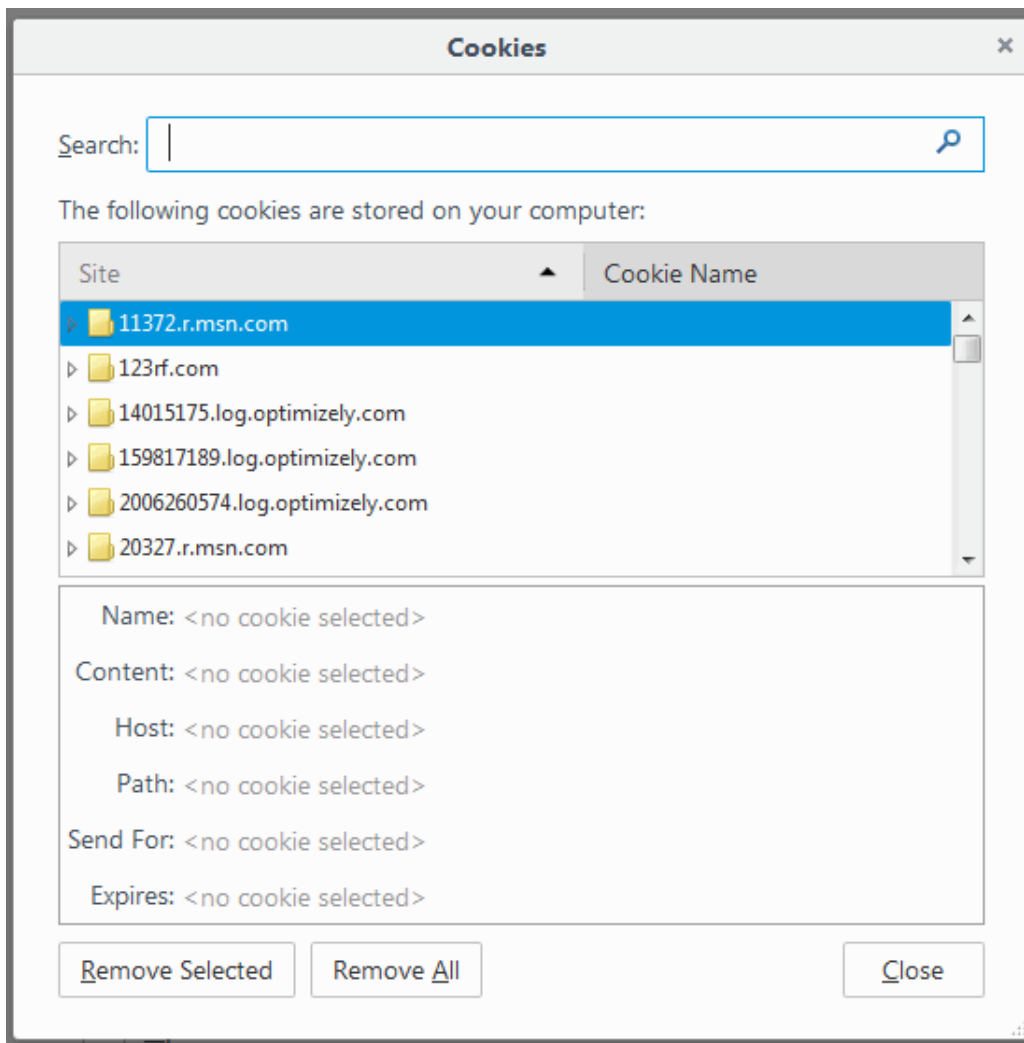 Cookies
Search:
The following cookies are stored on your computer:
Site Cookie Name
11372.r.msn.com
123rf.com
14015175.log.optimizely.com
159817189.log.optimizely.com
2006260574.log.optimizely.com
20327.r.msn.com
Name: <no cookie selected>
Content: <no cookie selected>
Host: <no cookie selected>
Path: <no cookie selected>
Send For: <no cookie selected>
Expires: <no cookie selected>
Remove Selected Remove All Close